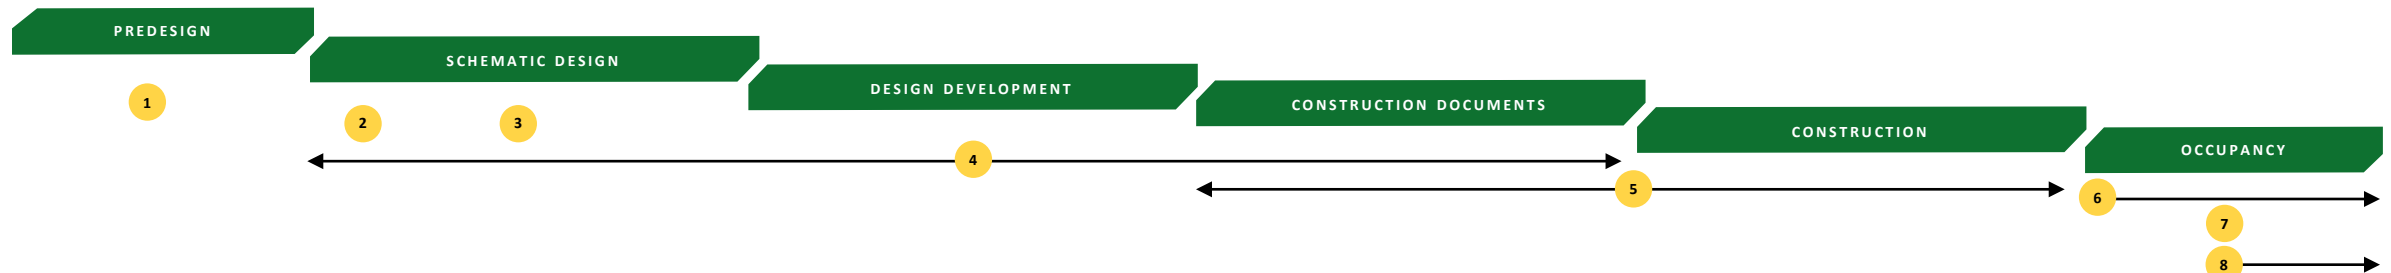 PREDESIGN
SCHEMATIC DESIGN
DESIGN DEVELOPMENT
CONSTRUCTION DOCUMENTS
CONSTRUCTION
OCCUPANCY
1
2
3
4
5
6
7
8